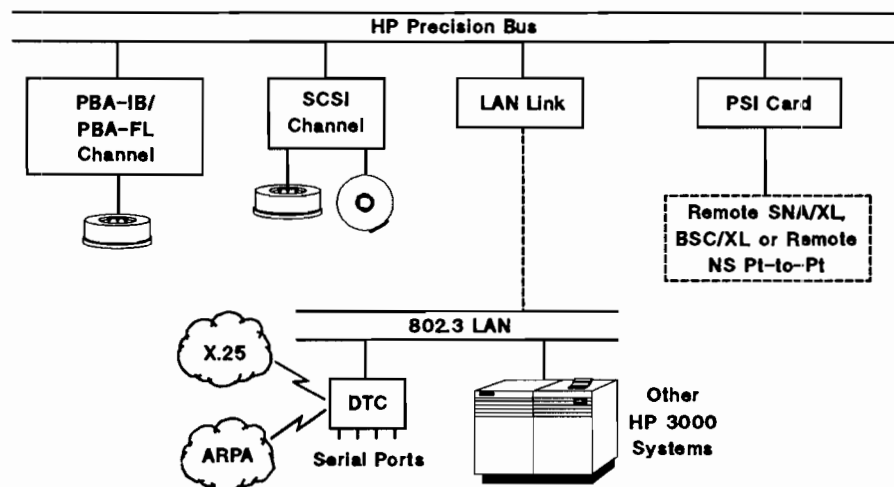 HP Precision Bus
PBA-IB/
PBA-FL
Channel
SCSI
Channel
LAN Link
PSI Card
Remote SNA/XL,
BSC/XL or Remote
NS Pt-to-Pt
802.3 LAN
X.25
DTC
ARPA
Serial Ports
Other
HP 3000
Systems